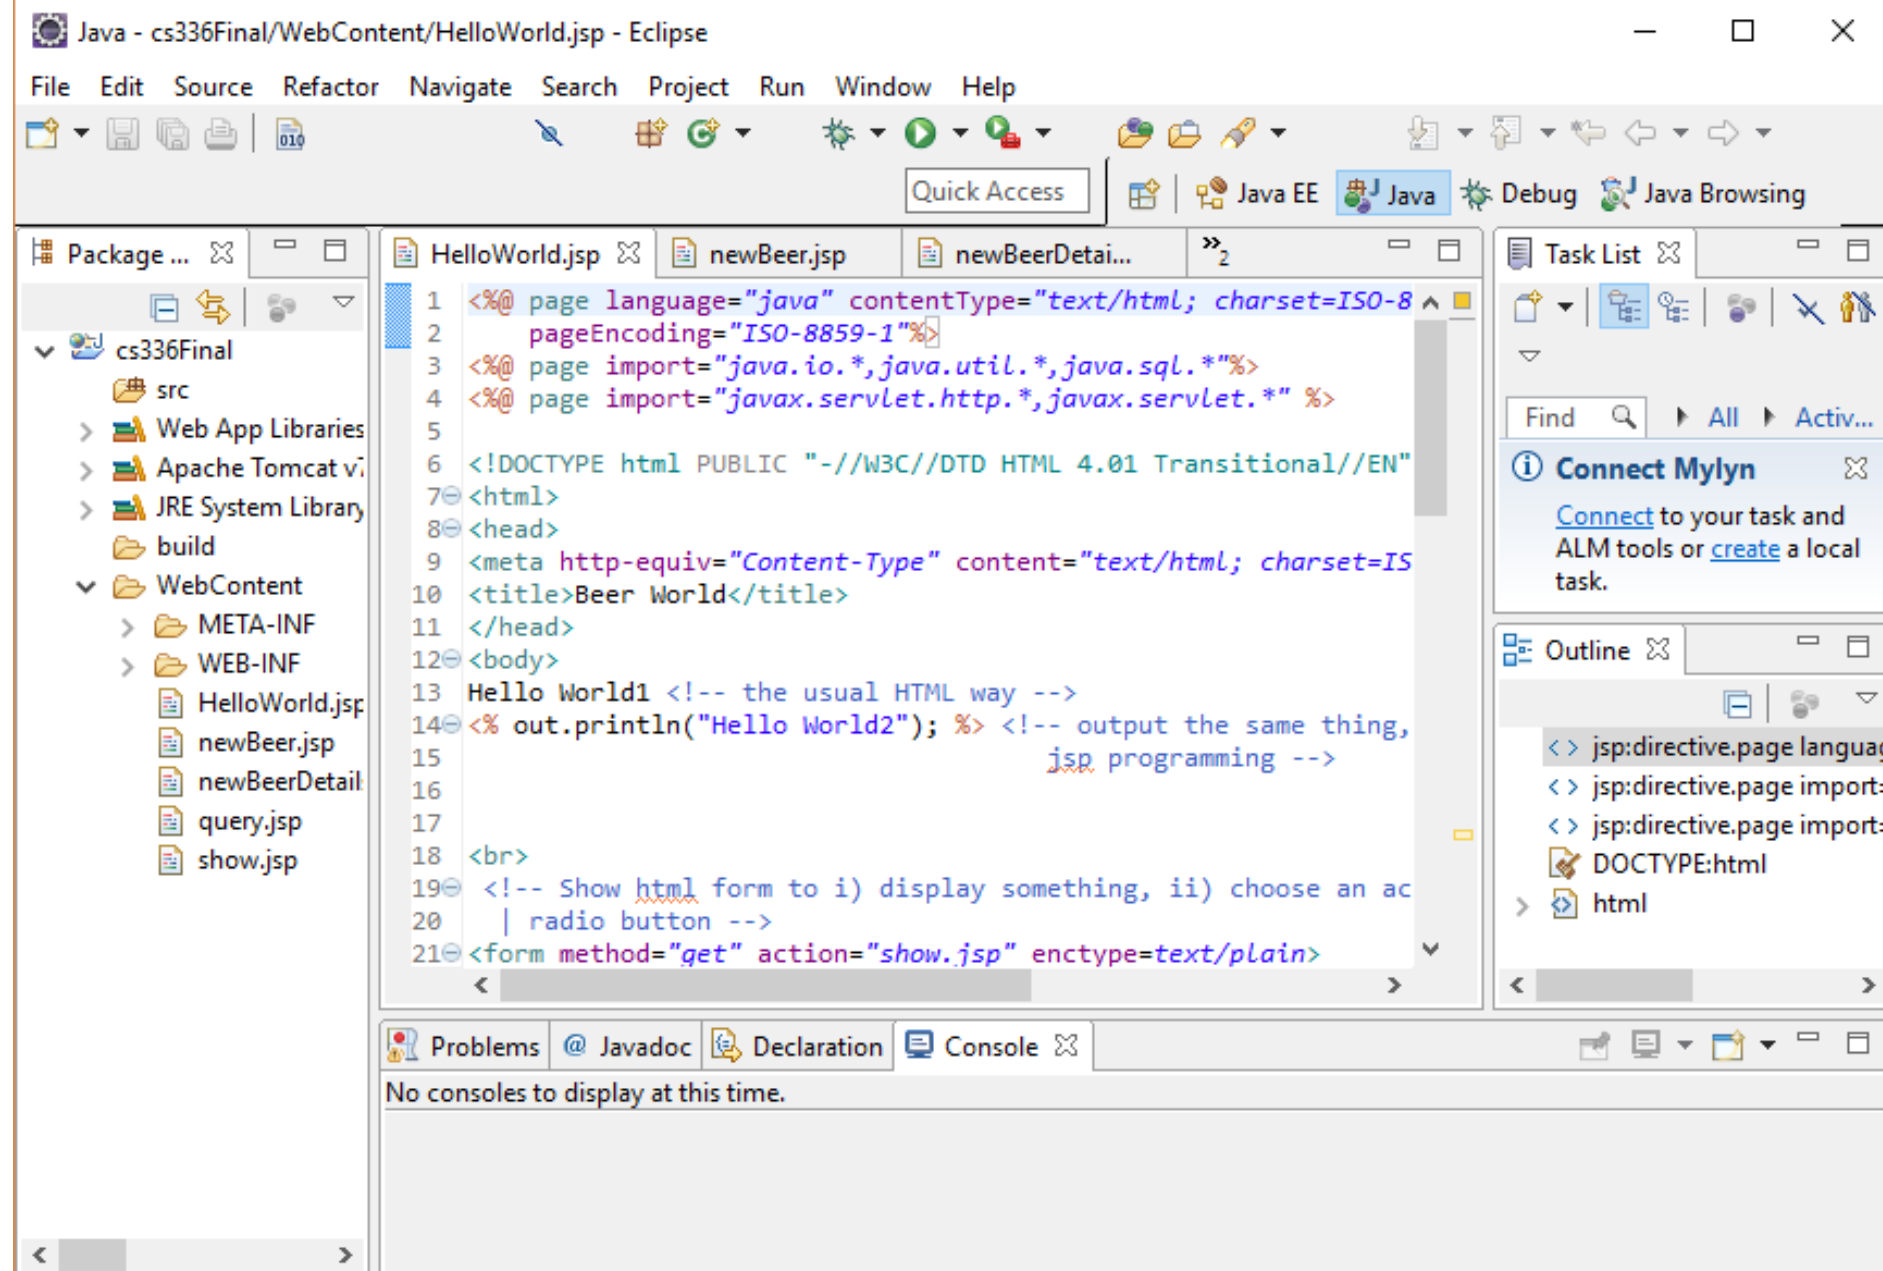 Java - cs336Final/WebContent/HelloWorld.jsp - Eclipse
File Edit Source Refactor Navigate Search Project Run Window Help
010
Quick Access
Java EE
Java
Debug
Java Browsing
Package ...
cs336Final
src
Web App Libraries
Apache Tomcat v7
JRE System Library
build
WebContent
META-INF
WEB-INF
HelloWorld.jsp
newBeer.jsp
newBeerDetail
query.jsp
show.jsp
HelloWorld.jsp
newBeer.jsp
newBeerDetai...
»2
1 <%@ page language="java" contentType="text/html; charset=ISO-8
2 pageEncoding="ISO-8859-1"%>
3 <%@ page import="java.io.*,java.util.*,java.sql.*"%>
4 <%@ page import="javax.servlet.http.*,javax.servlet.*" %>
5
6 <!DOCTYPE html PUBLIC "-//W3C//DTD HTML 4.01 Transitional//EN"
7 <html>
8 <head>
9 <meta http-equiv="Content-Type" content="text/html; charset=IS
10 <title>Beer World</title>
11 </head>
12 <body>
13 Hello World1 <!-- the usual HTML way -->
14 <% out.println("Hello World2"); %> <!-- output the same thing,
15 jsp programming -->
16
17
18 <br>
19 <!-- Show html form to i) display something, ii) choose an ac
20 | radio button -->
21 <form method="get" action="show.jsp" enctype=text/plain>
Task List
Find
All
Activ...
Connect Mylyn
Connect to your task and
ALM tools or create a local
task.
Outline
jsp:directive.page languag
jsp:directive.page import=
jsp:directive.page import=
DOCTYPE:html
html
Problems
@ Javadoc
Declaration
Console
No consoles to display at this time.